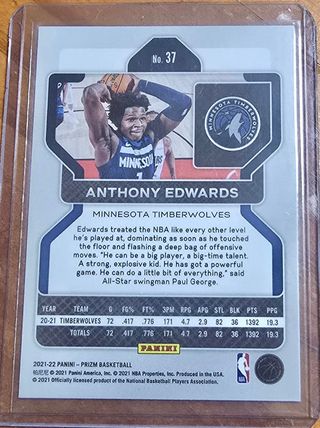 No. 37
MINNESOTA TIMBERWOLVES
MINNESOTA
1
ANTHONY EDWARDS
MINNESOTA TIMBERWOLVES
Edwards treated the NBA like every other level
he's played at, dominating as soon as he touched
the floor and flashing a deep bag of offensive
moves. "He can be a big player, a big-time talent.
A strong, explosive kid. He has got a powerful
game. He can do a little bit of everything," said
All-Star swingman Paul George.
YEAR TEAM G FG% FT% 3PM RPG APG STL BLK PTS PPG
20-21 TIMBERWOLVES 72 .417 .776 171 4.7 2.9 82 36 1392 19.3
TOTALS 72 .417 .776 171 4.7 2.9 82 36 1392 19.3
PANINI
2021-22 PANINI – PRIZM BASKETBALL
帕尼尼 © 2021 Panini America, Inc. © 2021 NBA Properties, Inc. Produced in the USA.
© 2021 Officially licensed product of the National Basketball Players Association.